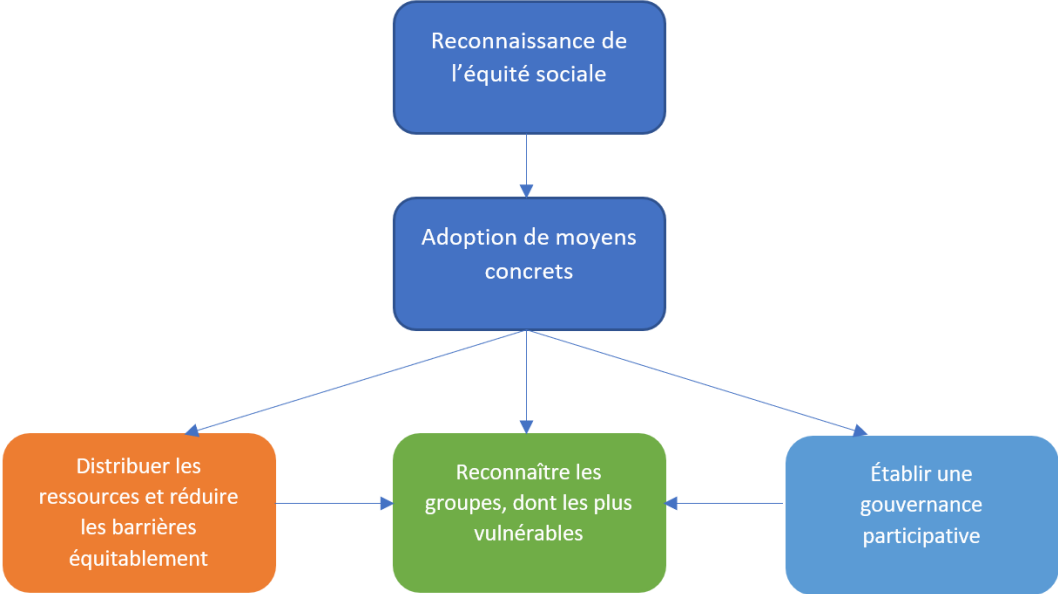 Reconnaissance de
l’équité sociale
Adoption de moyens
concrets
Distribuer les
ressources et réduire
les barrières
équitablement
Reconnaître les
groupes, dont les plus
vulnérables
Établir une
gouvernance
participative